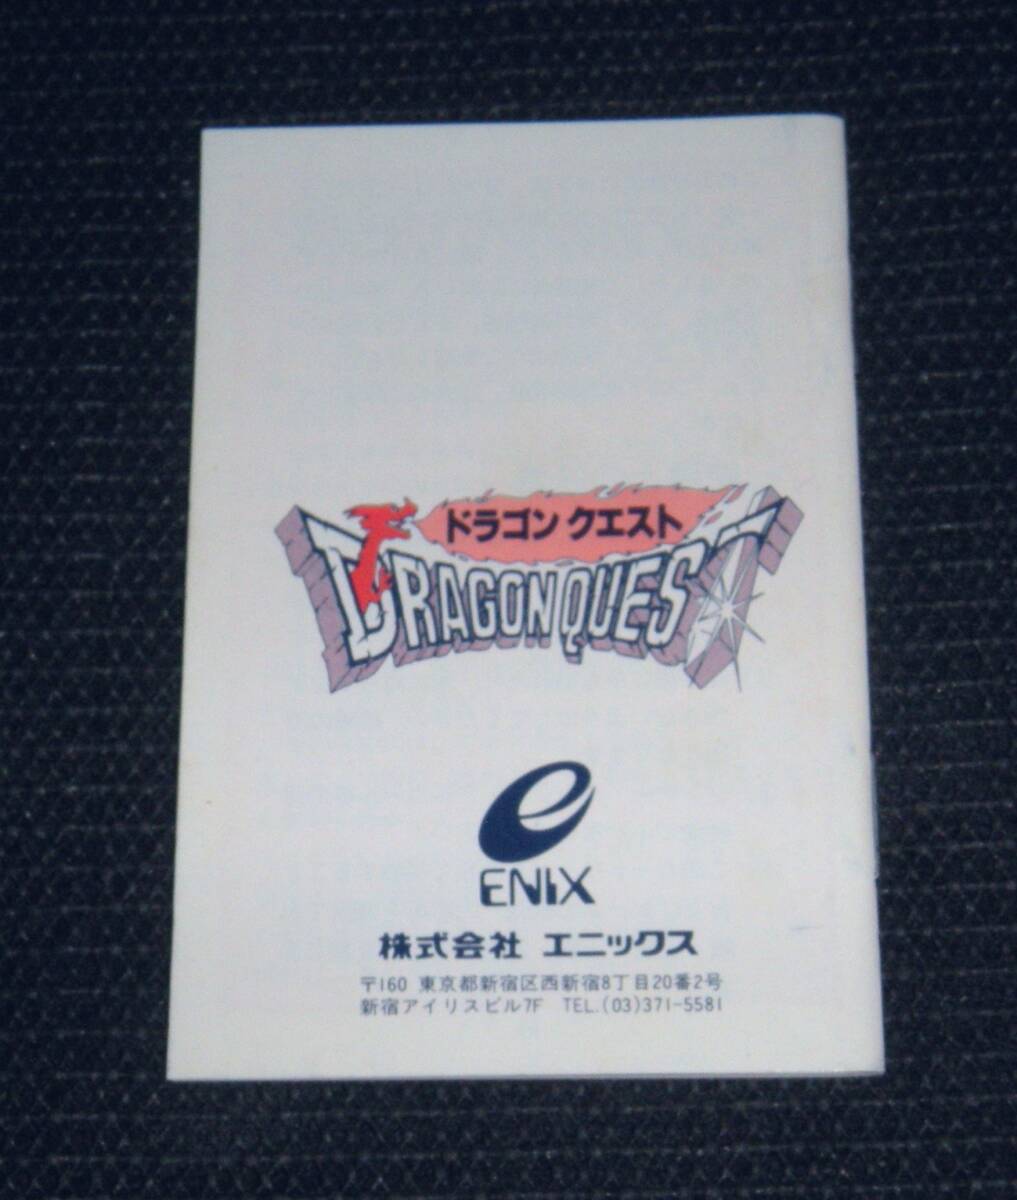 ドラゴンクエスト
DRAGON QUEST
ENIX
株式会社 エニックス
〒160 東京都新宿区西新宿8丁目20番2号
新宿アイリスビル7F TEL.(03)371-5581